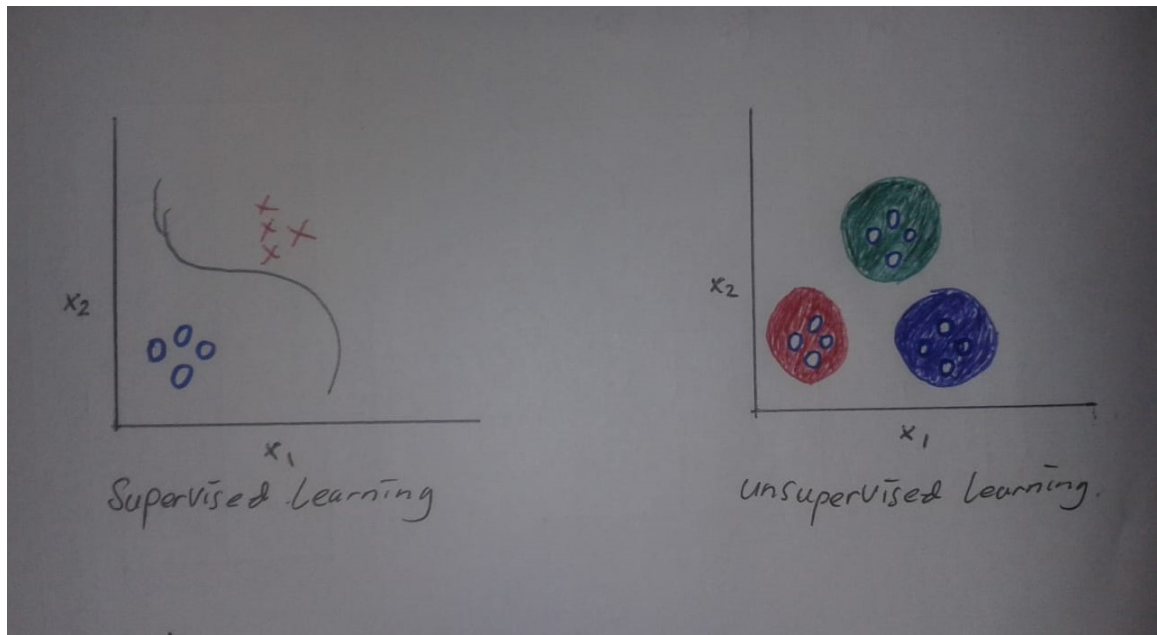 x₂
x₁
Supervised Learning
x₂
x₁
unsupervised Learning.